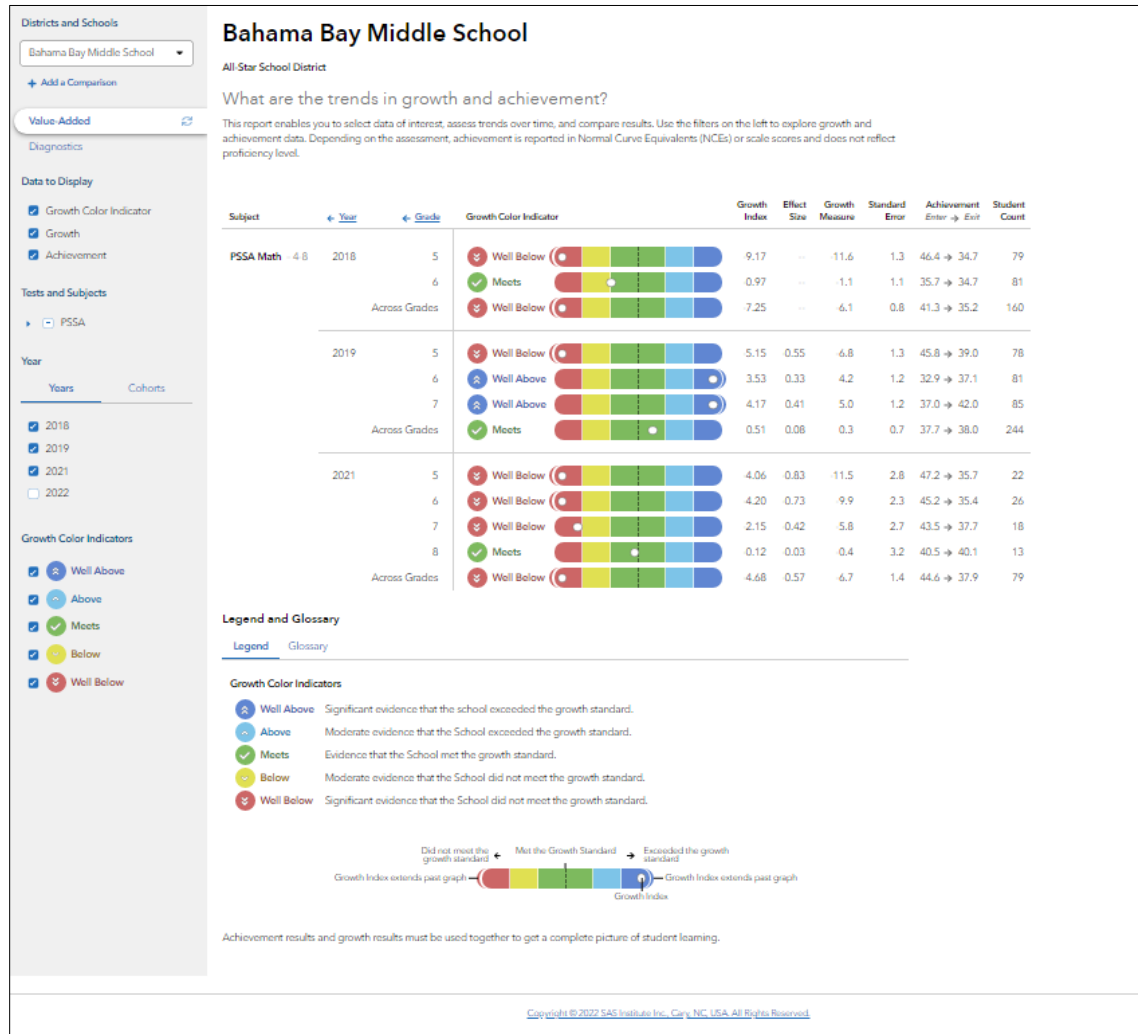 Districts and Schools
Bahama Bay Middle School
+ Add a Comparison
Value-Added
Diagnostics
Data to Display
Growth Color Indicator
Growth
Achievement
Tests and Subjects
PSSA
Year
Years Cohorts
2018
2019
2021
2022
Growth Color Indicators
Well Above
Above
Meets
Below
Well Below
Bahama Bay Middle School
All-Star School District
What are the trends in growth and achievement?
This report enables you to select data of interest, assess trends over time, and compare results. Use the filters on the left to explore growth and
achievement data. Depending on the assessment, achievement is reported in Normal Curve Equivalents (NCEs) or scale scores and does not reflect
proficiency level.
Subject ← Year ← Grade Growth Color Indicator Growth Index Effect Size Growth Measure Standard Error Achievement Enter → Exit Student Count
PSSA Math - 4 8 2018 5 Well Below 9.17 -- -11.6 1.3 46.4 → 34.7 79
6 Meets 0.97 -- -1.1 1.1 35.7 → 34.7 81
Across Grades Well Below 7.25 -- -6.1 0.8 41.3 → 35.2 160
2019 5 Well Below 5.15 0.55 -6.8 1.3 45.8 → 39.0 78
6 Well Above 3.53 0.33 4.2 1.2 32.9 → 37.1 81
7 Well Above 4.17 0.41 5.0 1.2 37.0 → 42.0 85
Across Grades Meets 0.51 0.08 0.3 0.7 37.7 → 38.0 244
2021 5 Well Below 4.06 0.83 -11.5 2.8 47.2 → 35.7 22
6 Well Below 4.20 0.73 -9.9 2.3 45.2 → 35.4 26
7 Well Below 2.15 0.42 -5.8 2.7 43.5 → 37.7 18
8 Meets 0.12 0.03 -0.4 3.2 40.5 → 40.1 13
Across Grades Well Below 4.68 0.57 -6.7 1.4 44.6 → 37.9 79
Legend and Glossary
Legend Glossary
Growth Color Indicators
Well Above Significant evidence that the school exceeded the growth standard.
Above Moderate evidence that the School exceeded the growth standard.
Meets Evidence that the School met the growth standard.
Below Moderate evidence that the School did not meet the growth standard.
Well Below Significant evidence that the School did not meet the growth standard.
Did not meet the growth standard ← Met the Growth Standard → Exceeded the growth standard
Growth Index extends past graph Growth Index extends past graph
Growth Index
Achievement results and growth results must be used together to get a complete picture of student learning.
Copyright © 2022 SAS Institute Inc., Cary, NC, USA. All Rights Reserved.